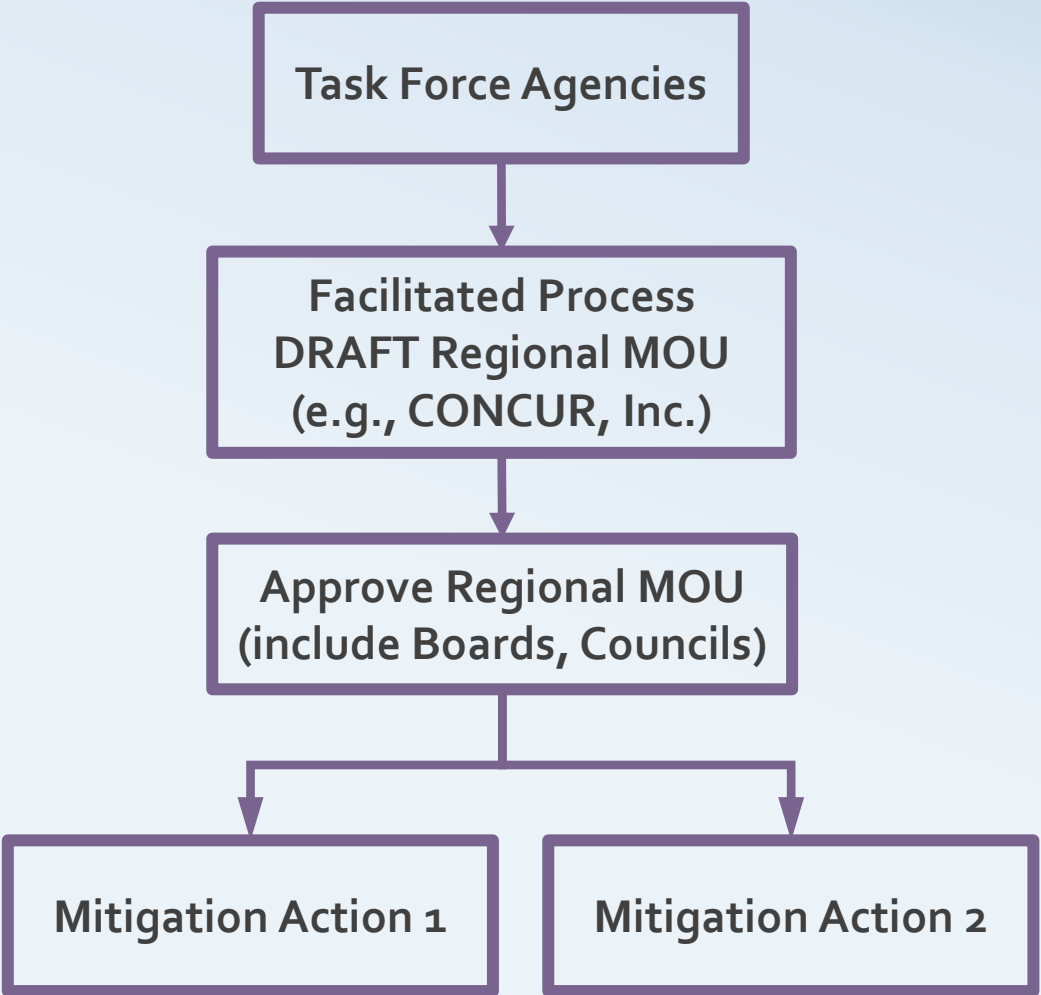 Task Force Agencies
Facilitated Process
DRAFT Regional MOU
(e.g., CONCUR, Inc.)
Approve Regional MOU
(include Boards, Councils)
Mitigation Action 1
Mitigation Action 2